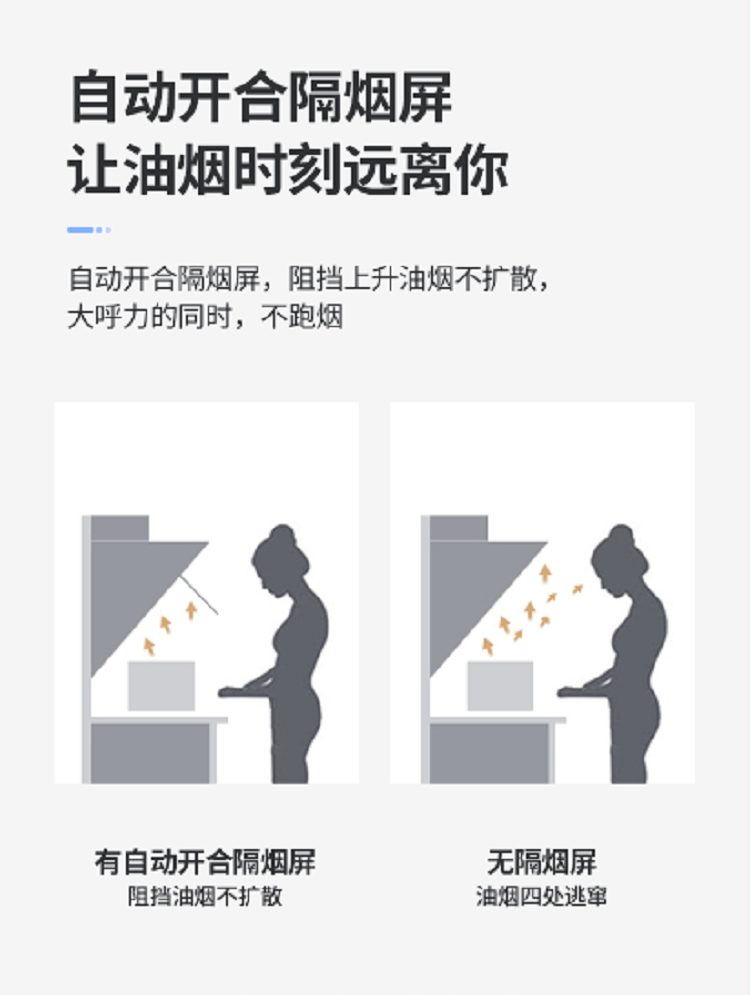 自动开合隔烟屏
让油烟时刻远离你
自动开合隔烟屏，阻挡上升油烟不扩散，
大呼力的同时，不跑烟
有自动开合隔烟屏
阻挡油烟不扩散
无隔烟屏
油烟四处逃窜